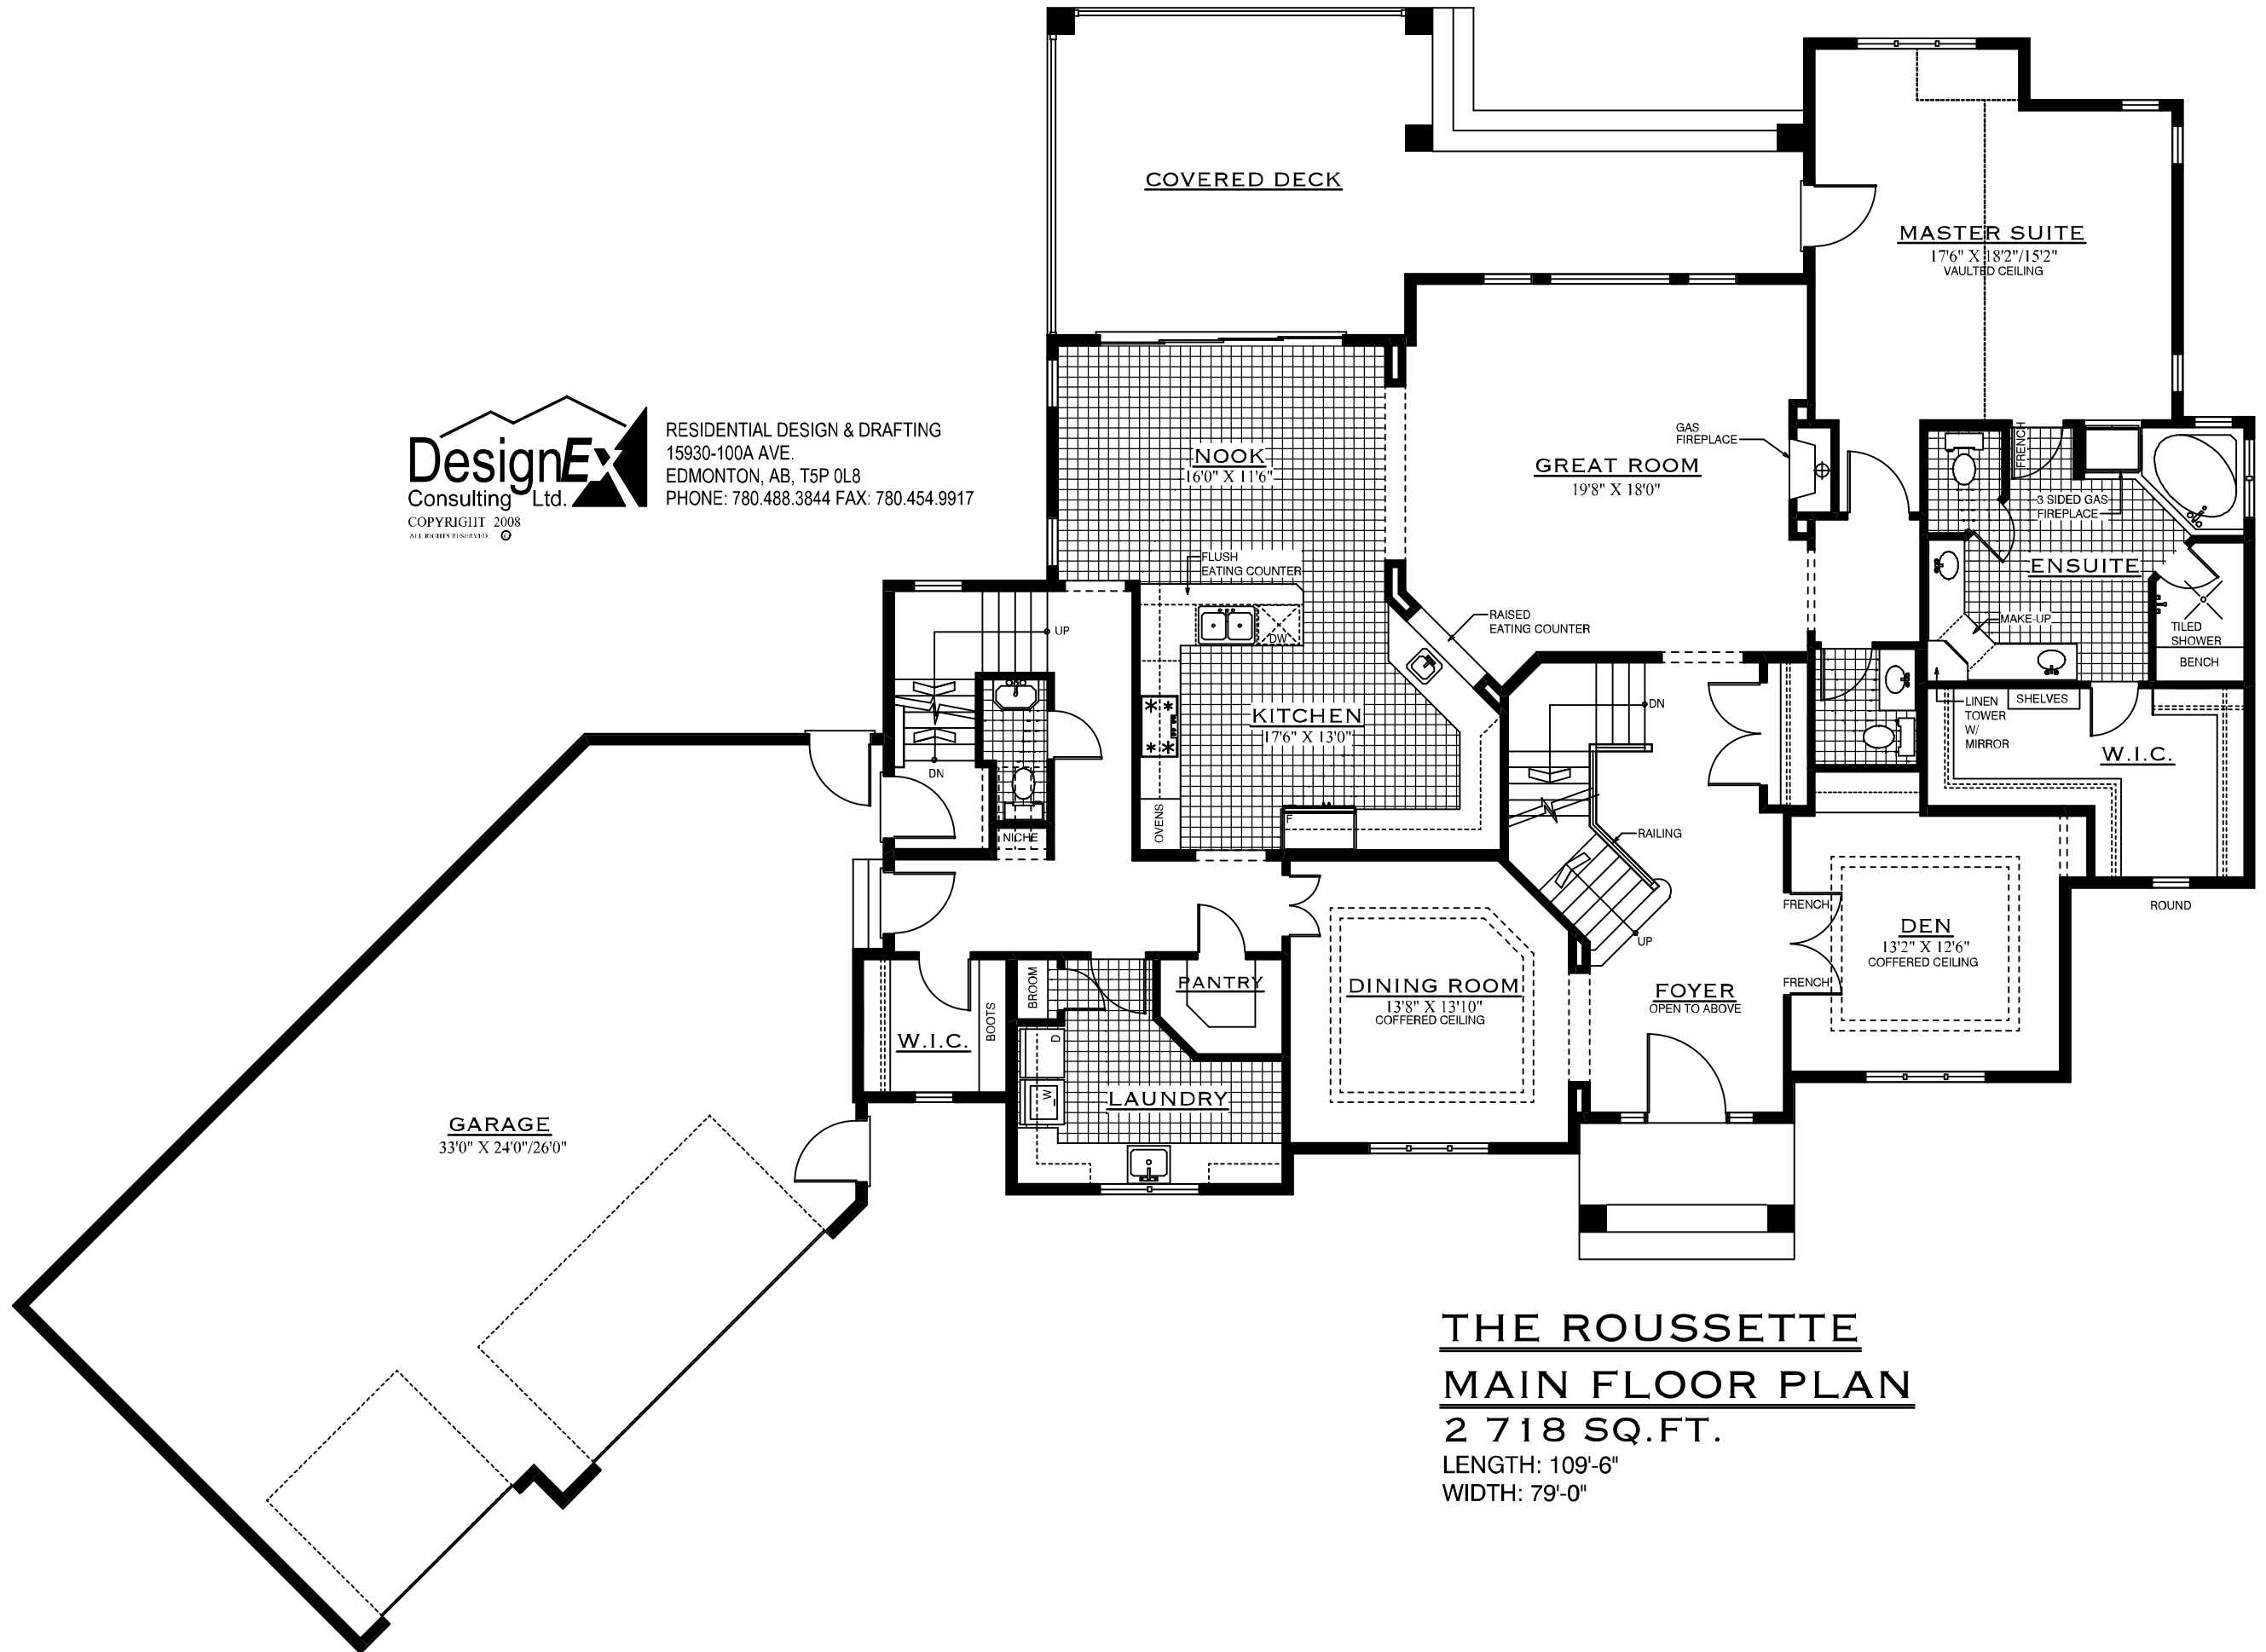 COVERED DECK
MASTER SUITE
17'6" X 18'2"/15'2"
VAULTED CEILING
DesignEx
Consulting Ltd.
COPYRIGHT 2008
ALL RIGHTS RESERVED ©
RESIDENTIAL DESIGN & DRAFTING
15930-100A AVE.
EDMONTON, AB, T5P 0L8
PHONE: 780.488.3844 FAX: 780.454.9917
NOOK
16'0" X 11'6"
GAS
FIREPLACE
GREAT ROOM
19'8" X 18'0"
FRENCH
3 SIDED GAS
FIREPLACE
FLUSH
EATING COUNTER
ENSUITE
RAISED
EATING COUNTER
MAKE-UP
UP
DW
TILED
SHOWER
BENCH
KITCHEN
17'6" X 13'0"
DN
LINEN
TOWER
W/
MIRROR
SHELVES
W.I.C.
DN
OVENS
F
NICHE
RAILING
FRENCH
ROUND
UP
DEN
13'2" X 12'6"
COFFERED CEILING
FRENCH
BROOM
PANTRY
DINING ROOM
13'8" X 13'10"
COFFERED CEILING
FOYER
OPEN TO ABOVE
W.I.C.
BOOTS
D
W
LAUNDRY
GARAGE
33'0" X 24'0"/26'0"
THE ROUSSETTE
MAIN FLOOR PLAN
2 718 SQ.FT.
LENGTH: 109'-6"
WIDTH: 79'-0"